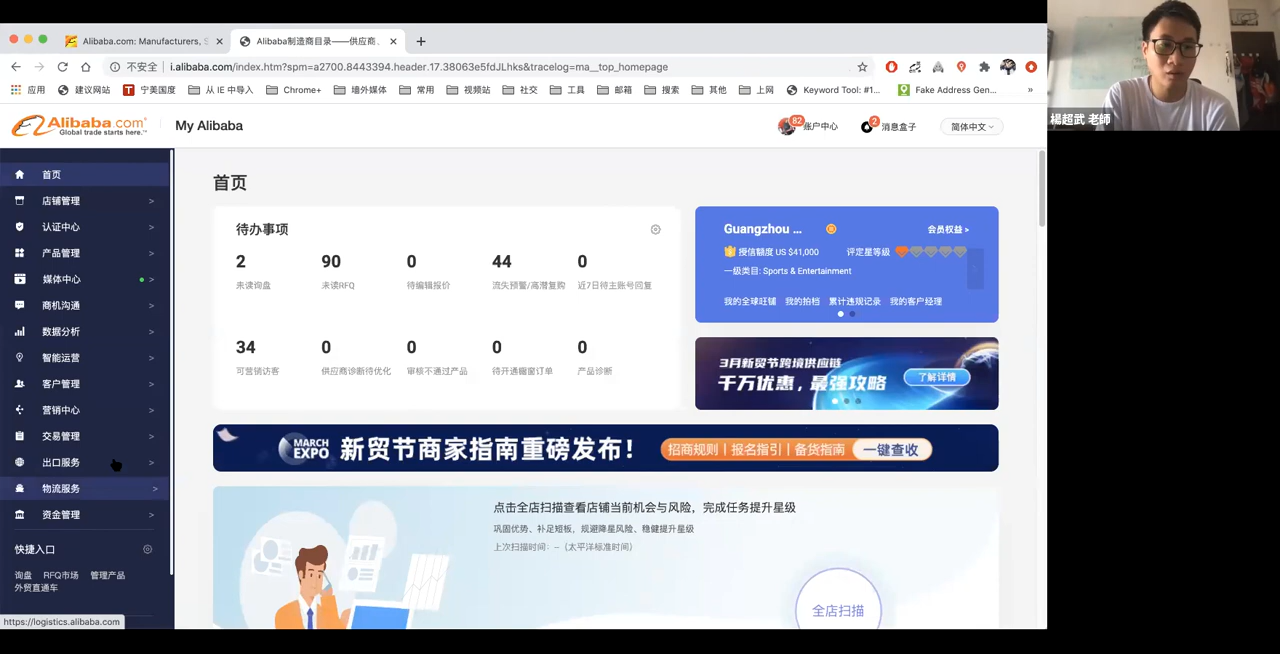 Alibaba.com: Manufacturers, S
Alibaba制造商目录——供应商、
不安全
i.alibaba.com/index.htm?spm=a2700.8443394.header.17.38063e5fdJLhks&tracelog=ma__top_homepage
应用
建议网站
宁美国度
从 IE 中导入
Chrome+
墙外媒体
常用
视频站
社交
工具
邮箱
搜索
其他
上网
Keyword Tool: #1...
Fake Address Gen...
»
Alibaba.com
Global trade starts here.™
My Alibaba
82
账户中心
2
消息盒子
简体中文
楊超武 老師
首页
店铺管理
认证中心
产品管理
媒体中心
商机沟通
数据分析
智能运营
客户管理
营销中心
交易管理
出口服务
物流服务
资金管理
快捷入口
询盘 RFQ市场 管理产品
外贸直通车
https://logistics.alibaba.com
首页
待办事项
2 90 0 44 0
未读询盘 未读RFQ 待编辑报价 流失预警/高潜复购 近7日待主账号回复
34 0 0 0 0
可营销访客 供应商诊断待优化 审核不通过产品 待开通橱窗订单 产品诊断
Guangzhou ...
会员权益 >
授信额度 US $41,000 评定星等级
一级类目: Sports & Entertainment
我的全球旺铺 我的拍档 累计违规记录 我的客户经理
3月新贸节跨境供应链
千万优惠，最强攻略
了解详情
MARCH
EXPO
新贸节商家指南重磅发布！
招商规则 | 报名指引 | 备货指南
一键查收
点击全店扫描查看店铺当前机会与风险，完成任务提升星级
巩固优势、补足短板，规避降星风险、稳健提升星级
上次扫描时间：--（太平洋标准时间）
全店扫描